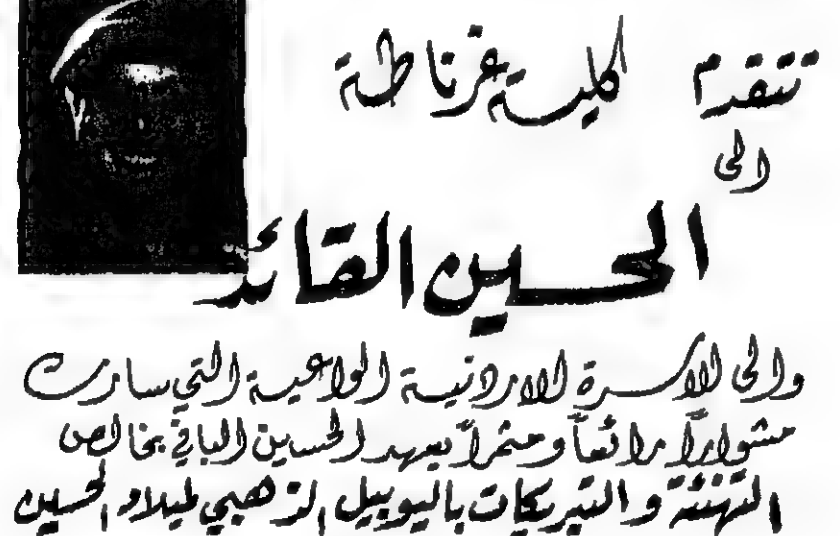 تتقدم كلية غرناطة
الى
الحسين القائد
والى الاسرة الاردنية الواعية التي سارت
مشواراً رائعاً ومثمراً بعهد الحسين الباني بخالص
التهنئة والتبريكات باليوبيل الذهبي لميلاد الحسين